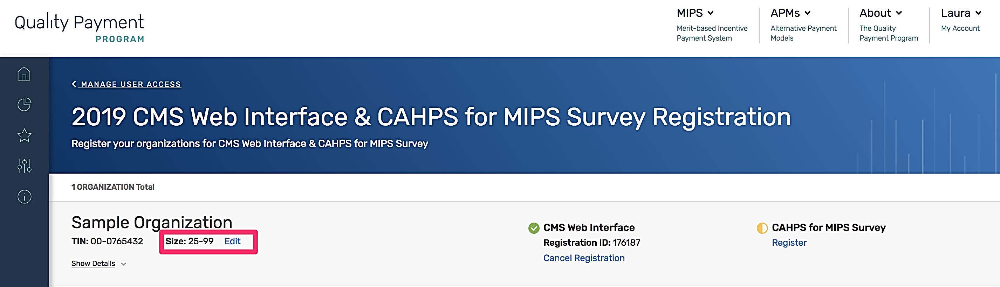 Quality Payment
PROGRAM
MIPS
Merit-based Incentive
Payment System
APMs
Alternative Payment
Models
About
The Quality
Payment Program
Laura
My Account
MANAGE USER ACCESS
2019 CMS Web Interface & CAHPS for MIPS Survey Registration
Register your organizations for CMS Web Interface & CAHPS for MIPS Survey
1 ORGANIZATION Total
Sample Organization
TIN: 00-0765432 Size: 25-99 Edit
Show Details
CMS Web Interface
Registration ID: 176187
Cancel Registration
CAHPS for MIPS Survey
Register